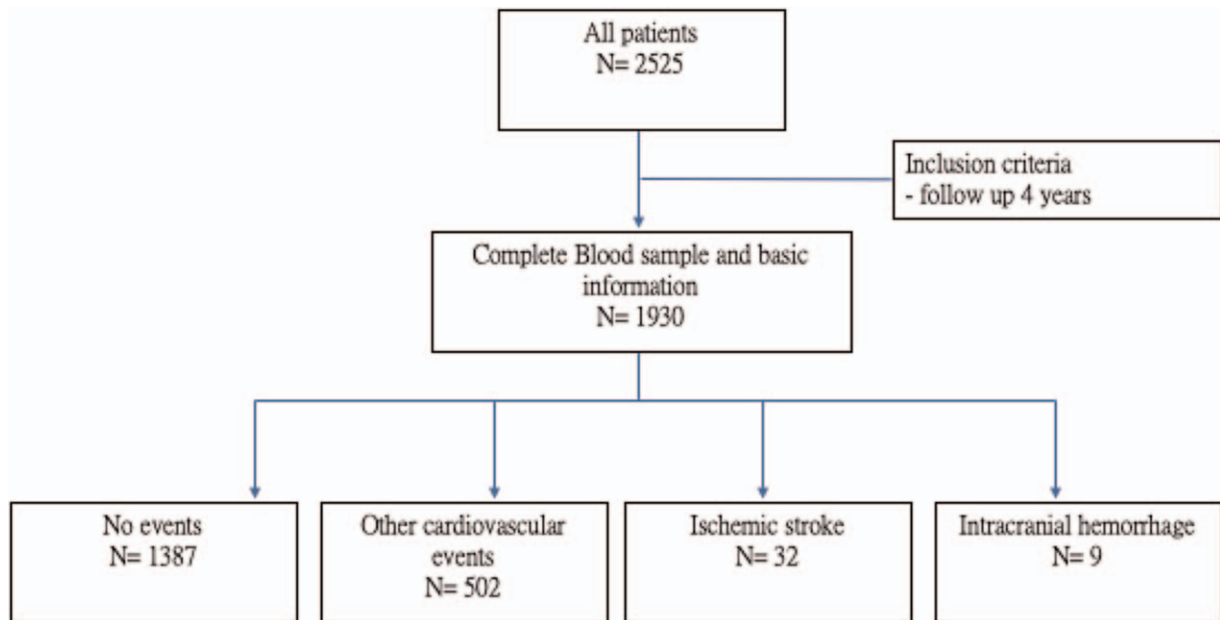 All patients
N= 2525
Inclusion criteria
- follow up 4 years
Complete Blood sample and basic
information
N= 1930
No events
N= 1387
Other cardiovascular
events
N= 502
Ischemic stroke
N= 32
Intracranial hemorrhage
N= 9